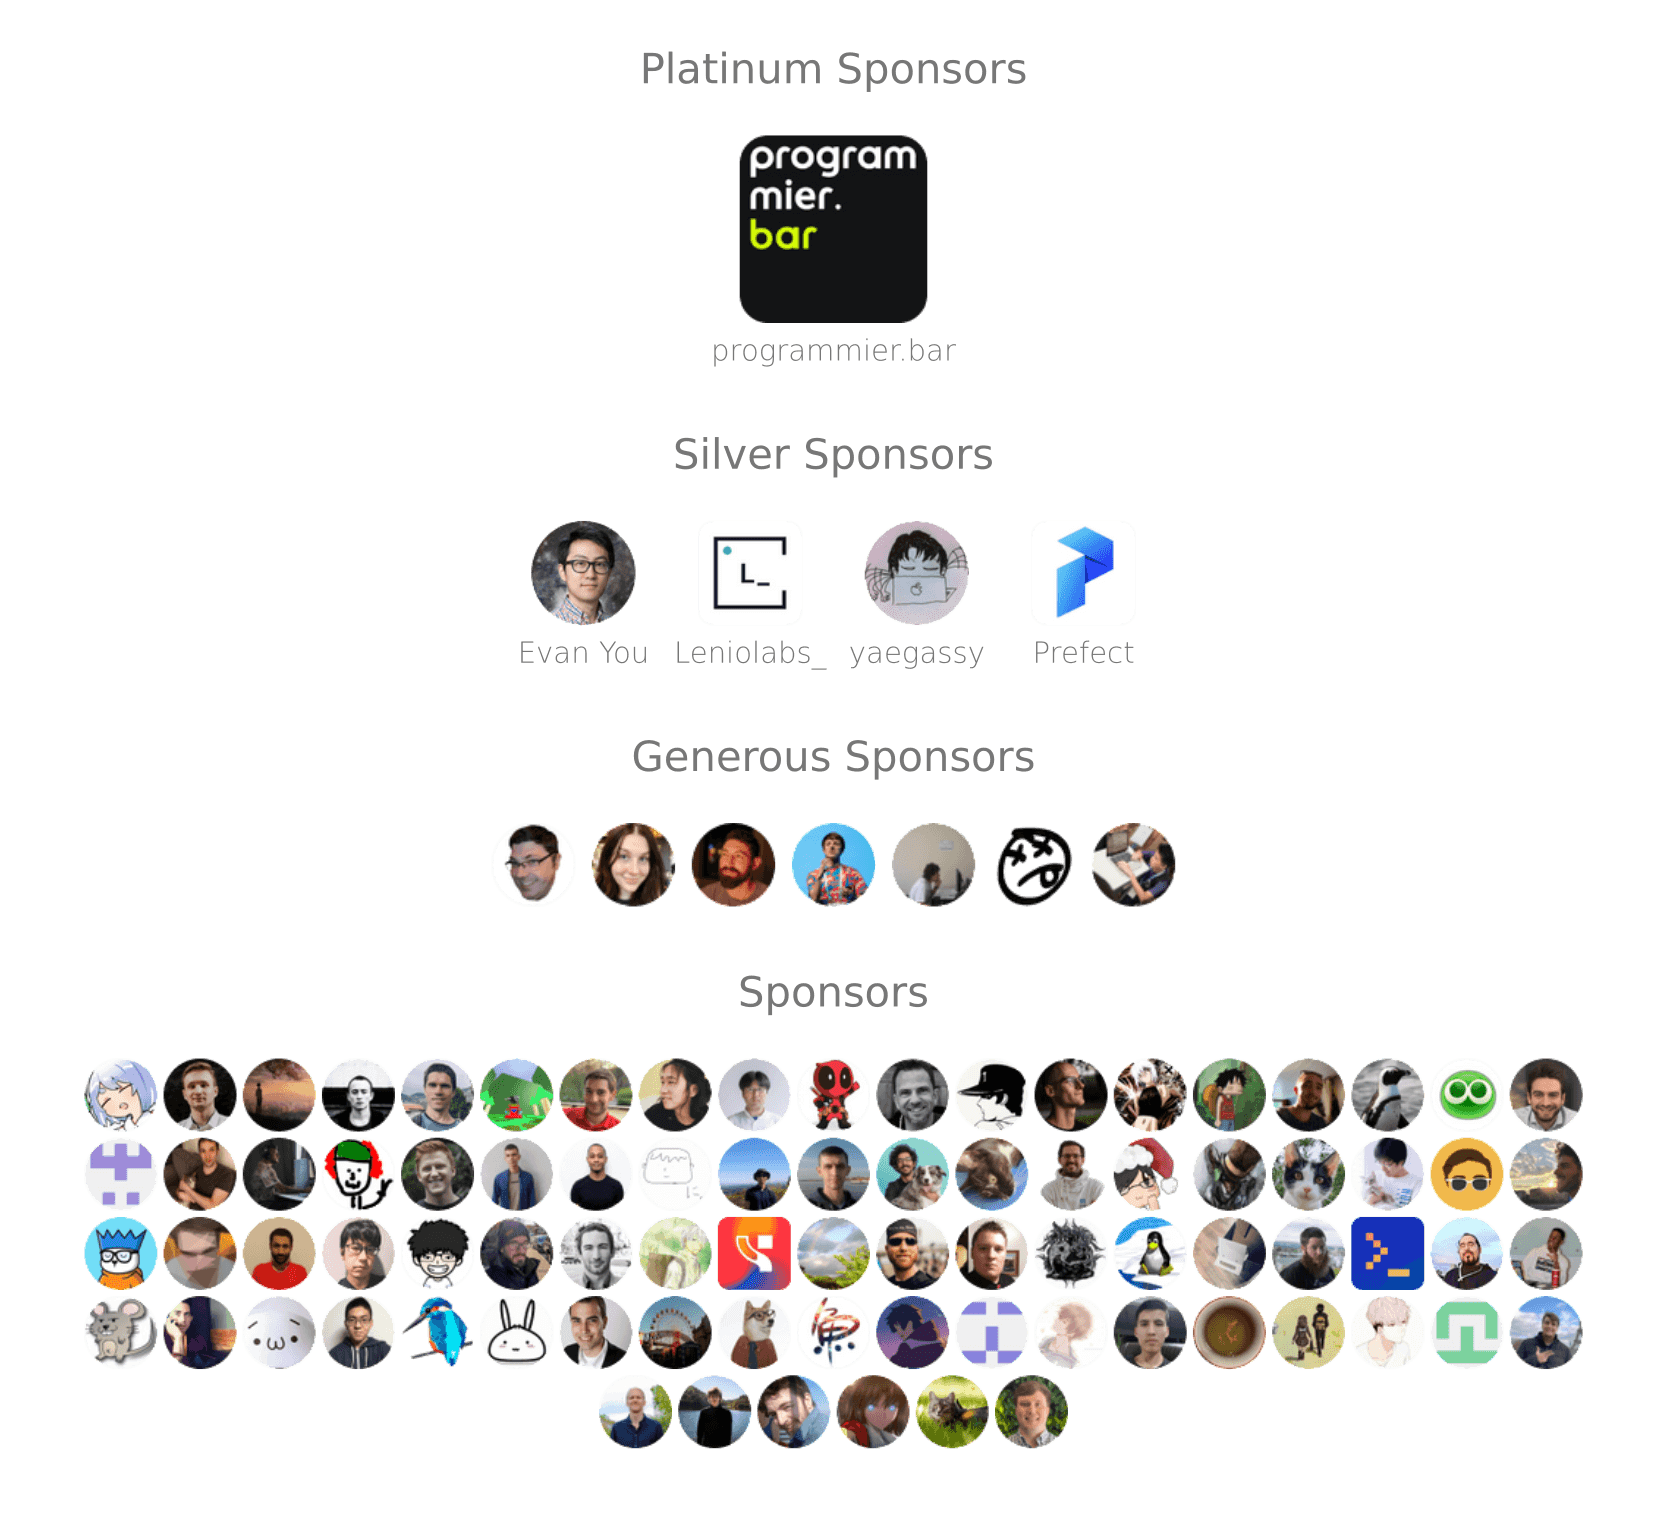 Platinum Sponsors
program
mier.
bar
programmier.bar
Silver Sponsors
L_
Evan You Leniolabs_ yaegassy Prefect
Generous Sponsors
Sponsors